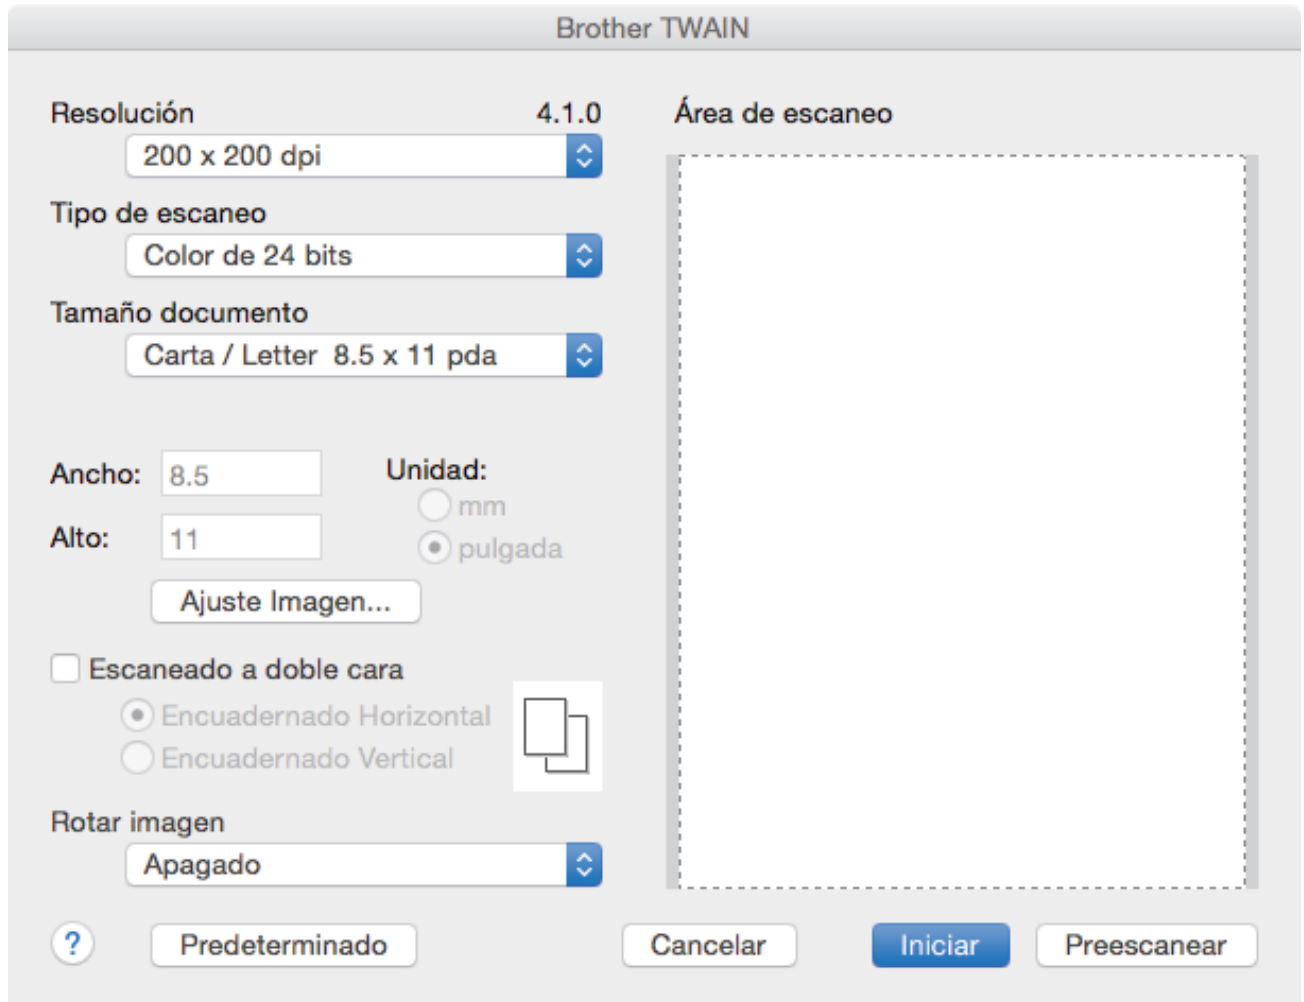 Brother TWAIN
Resolución 4.1.0
200 x 200 dpi
Tipo de escaneo
Color de 24 bits
Tamaño documento
Carta / Letter 8.5 x 11 pda
Ancho: 8.5
Unidad:
mm
Alto: 11
pulgada
Ajuste Imagen...
Escaneado a doble cara
Encuadernado Horizontal
Encuadernado Vertical
Rotar imagen
Apagado
Área de escaneo
? Predeterminado Cancelar Iniciar Preescanear